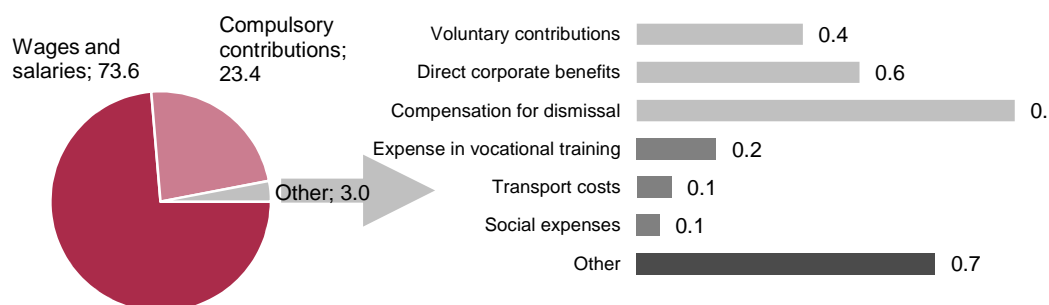 Wages and
salaries; 73.6
Compulsory
contributions;
23.4
Other; 3.0
Voluntary contributions 0.4
Direct corporate benefits 0.6
Compensation for dismissal 0.
Expense in vocational training 0.2
Transport costs 0.1
Social expenses 0.1
Other 0.7